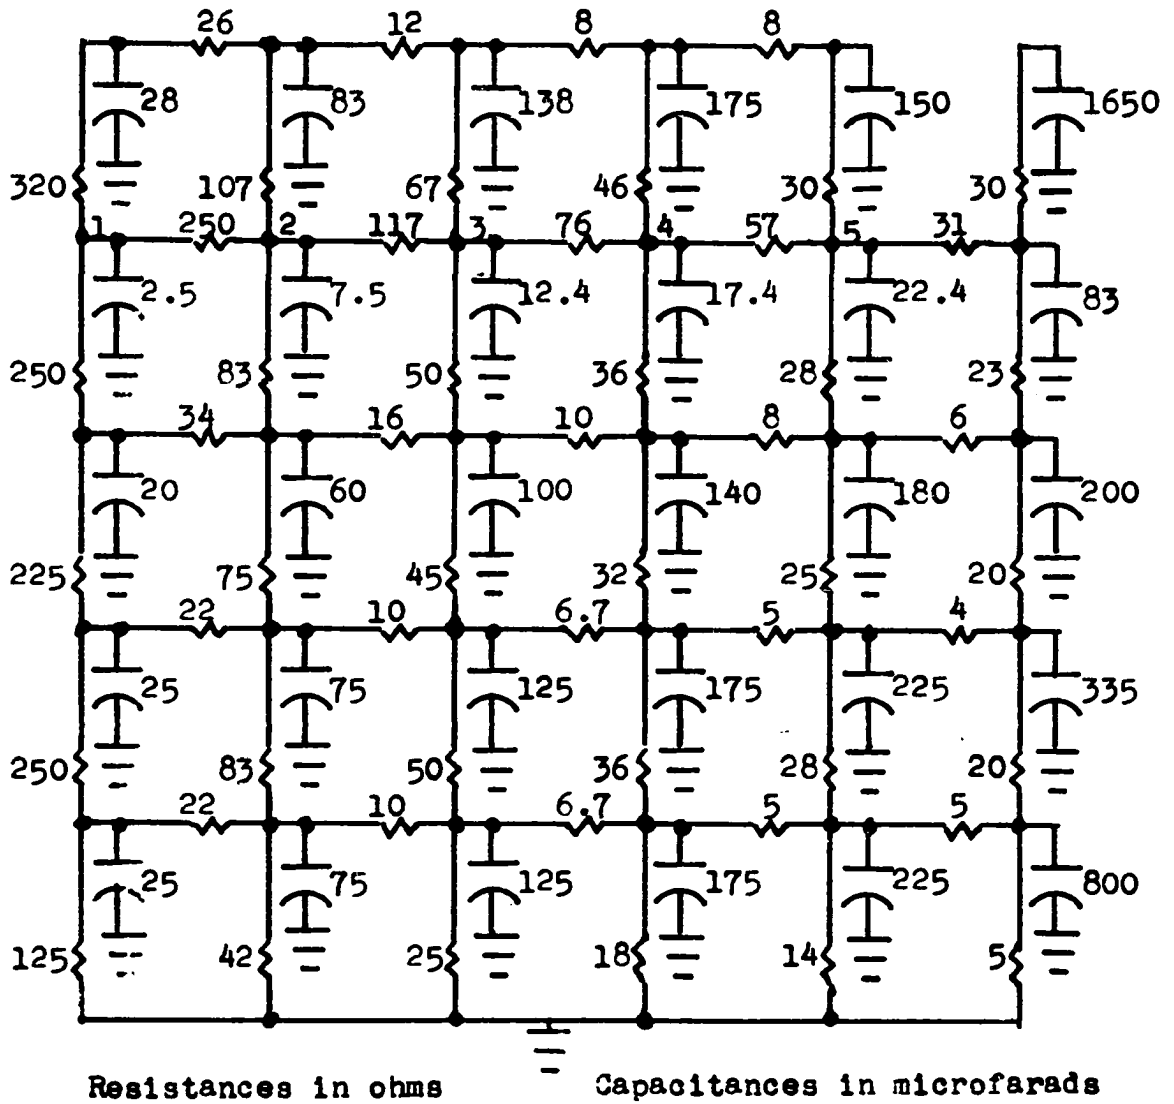 26 12 8 8
28 83 138 175 150 1650
320 107 67 46 30 30
1 250 2 117 3 76 4 57 5 31
2.5 7.5 12.4 17.4 22.4 83
250 83 50 36 28 23
34 16 10 8 6
20 60 100 140 180 200
225 75 45 32 25 20
22 10 6.7 5 4
25 75 125 175 225 335
250 83 50 36 28 20
22 10 6.7 5 5
25 75 125 175 225 800
125 42 25 18 14 5
Resistances in ohms Capacitances in microfarads